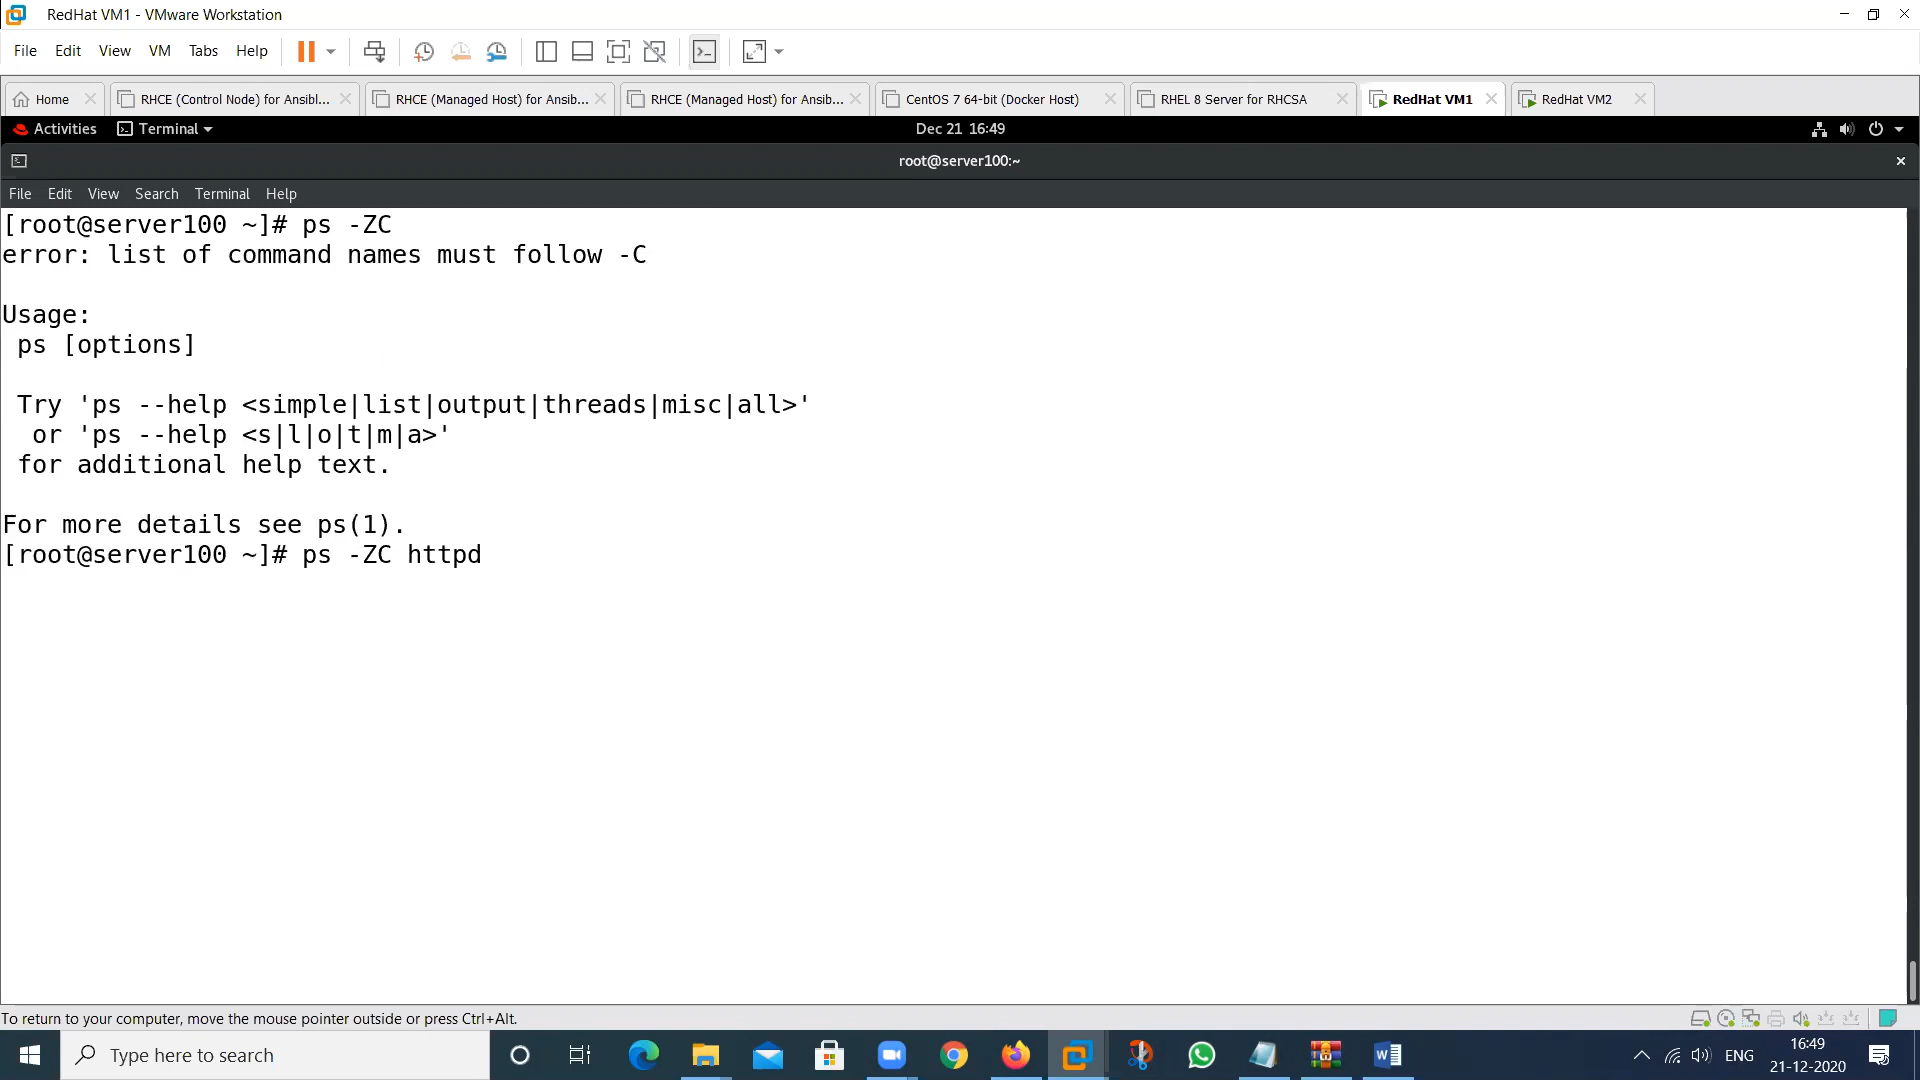 RedHat VM1 - VMware Workstation
File Edit View VM Tabs Help
Home RHCE (Control Node) for Ansibl... RHCE (Managed Host) for Ansib... RHCE (Managed Host) for Ansib... CentOS 7 64-bit (Docker Host) RHEL 8 Server for RHCSA RedHat VM1 RedHat VM2
Activities Terminal Dec 21 16:49
root@server100:~
File Edit View Search Terminal Help
[root@server100 ~]# ps -ZC
error: list of command names must follow -C
Usage:
ps [options]
Try 'ps --help <simple|list|output|threads|misc|all>'
or 'ps --help <s|l|o|t|m|a>'
for additional help text.
For more details see ps(1).
[root@server100 ~]# ps -ZC httpd
To return to your computer, move the mouse pointer outside or press Ctrl+Alt.
Type here to search ENG 16:49
21-12-2020